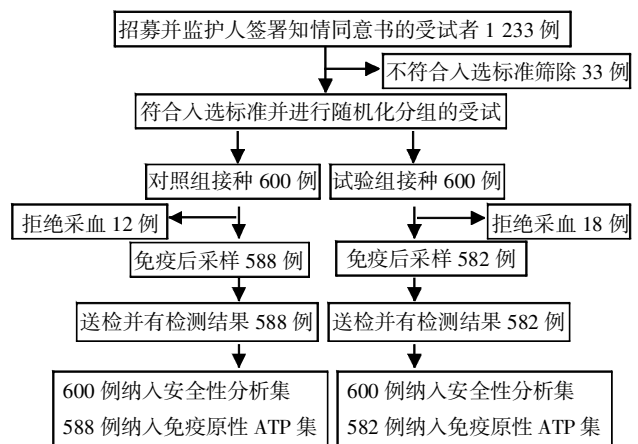 招募并监护人签署知情同意书的受试者 1 233 例
不符合入选标准筛除 33 例
符合入选标准并进行随机化分组的受试
对照组接种 600 例
试验组接种 600 例
拒绝采血 12 例
拒绝采血 18 例
免疫后采样 588 例
免疫后采样 582 例
送检并有检测结果 588 例
送检并有检测结果 582 例
600 例纳入安全性分析集
588 例纳入免疫原性 ATP 集
600 例纳入安全性分析集
582 例纳入免疫原性 ATP 集